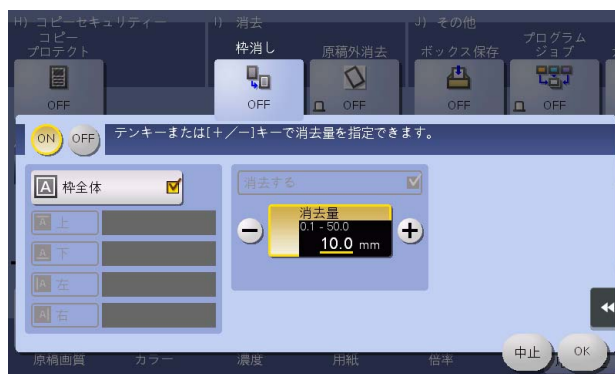 H) コピーセキュリティー
I) 消去
J) その他
コピー
プロテクト
枠消し
原稿外消去
ボックス保存
プログラム
ジョブ
OFF
OFF
OFF
OFF
OFF
ON
OFF
テンキーまたは[+/−]キーで消去量を指定できます。
A 枠全体
消去する
A 上
A 下
A 左
A 右
消去量
0.1 - 50.0
10.0 mm
−
+
中止
OK
原稿画質
カラー
濃度
用紙
倍率